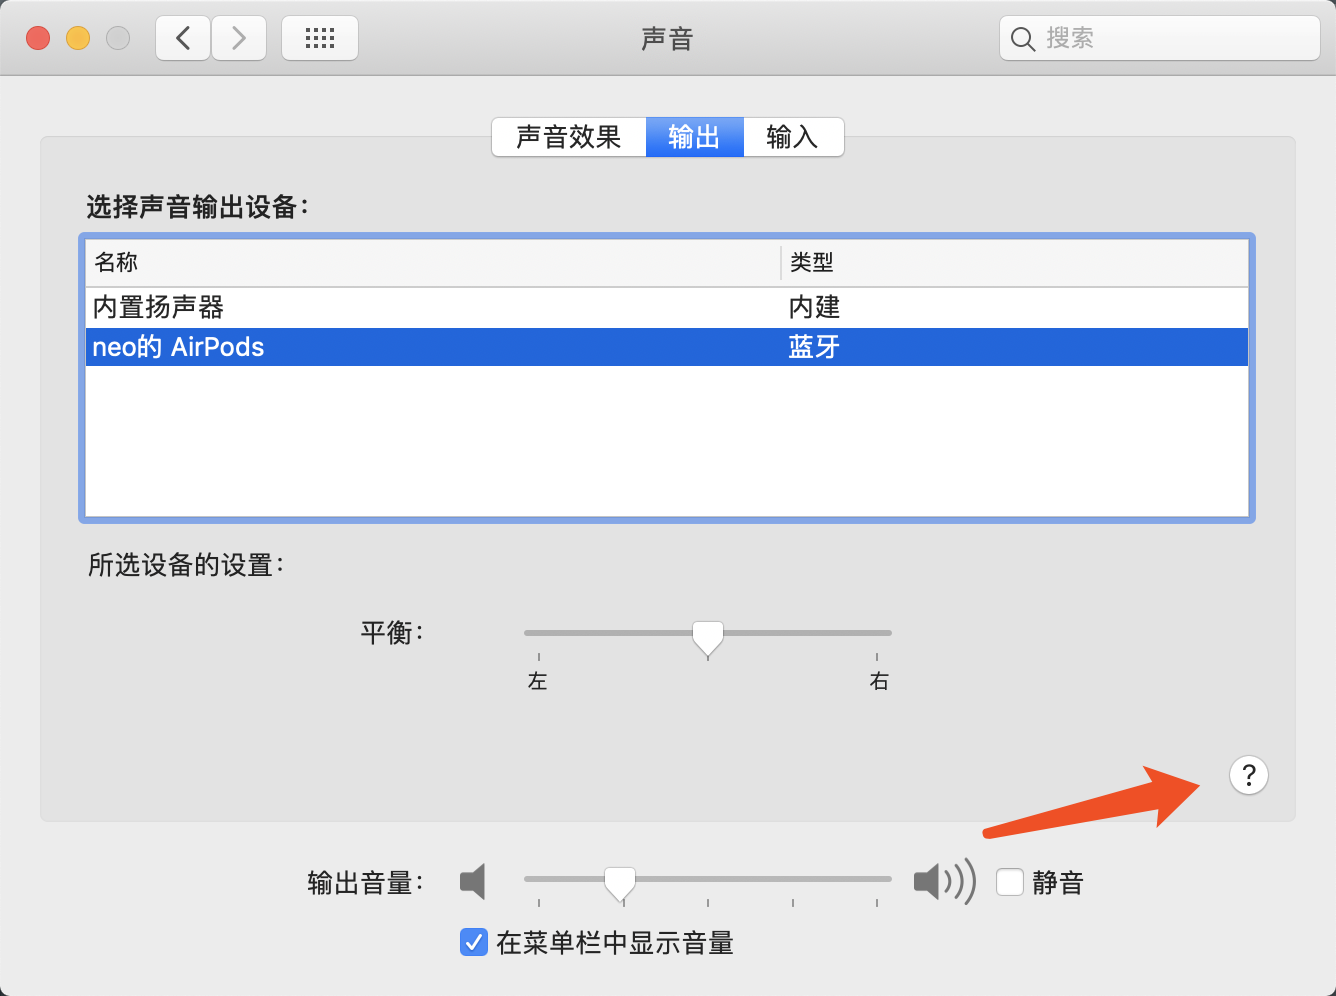 声音
搜索
声音效果 输出 输入
选择声音输出设备：
名称 类型
内置扬声器 内建
neo的 AirPods 蓝牙
所选设备的设置：
平衡：
左 右
?
输出音量： 静音
在菜单栏中显示音量